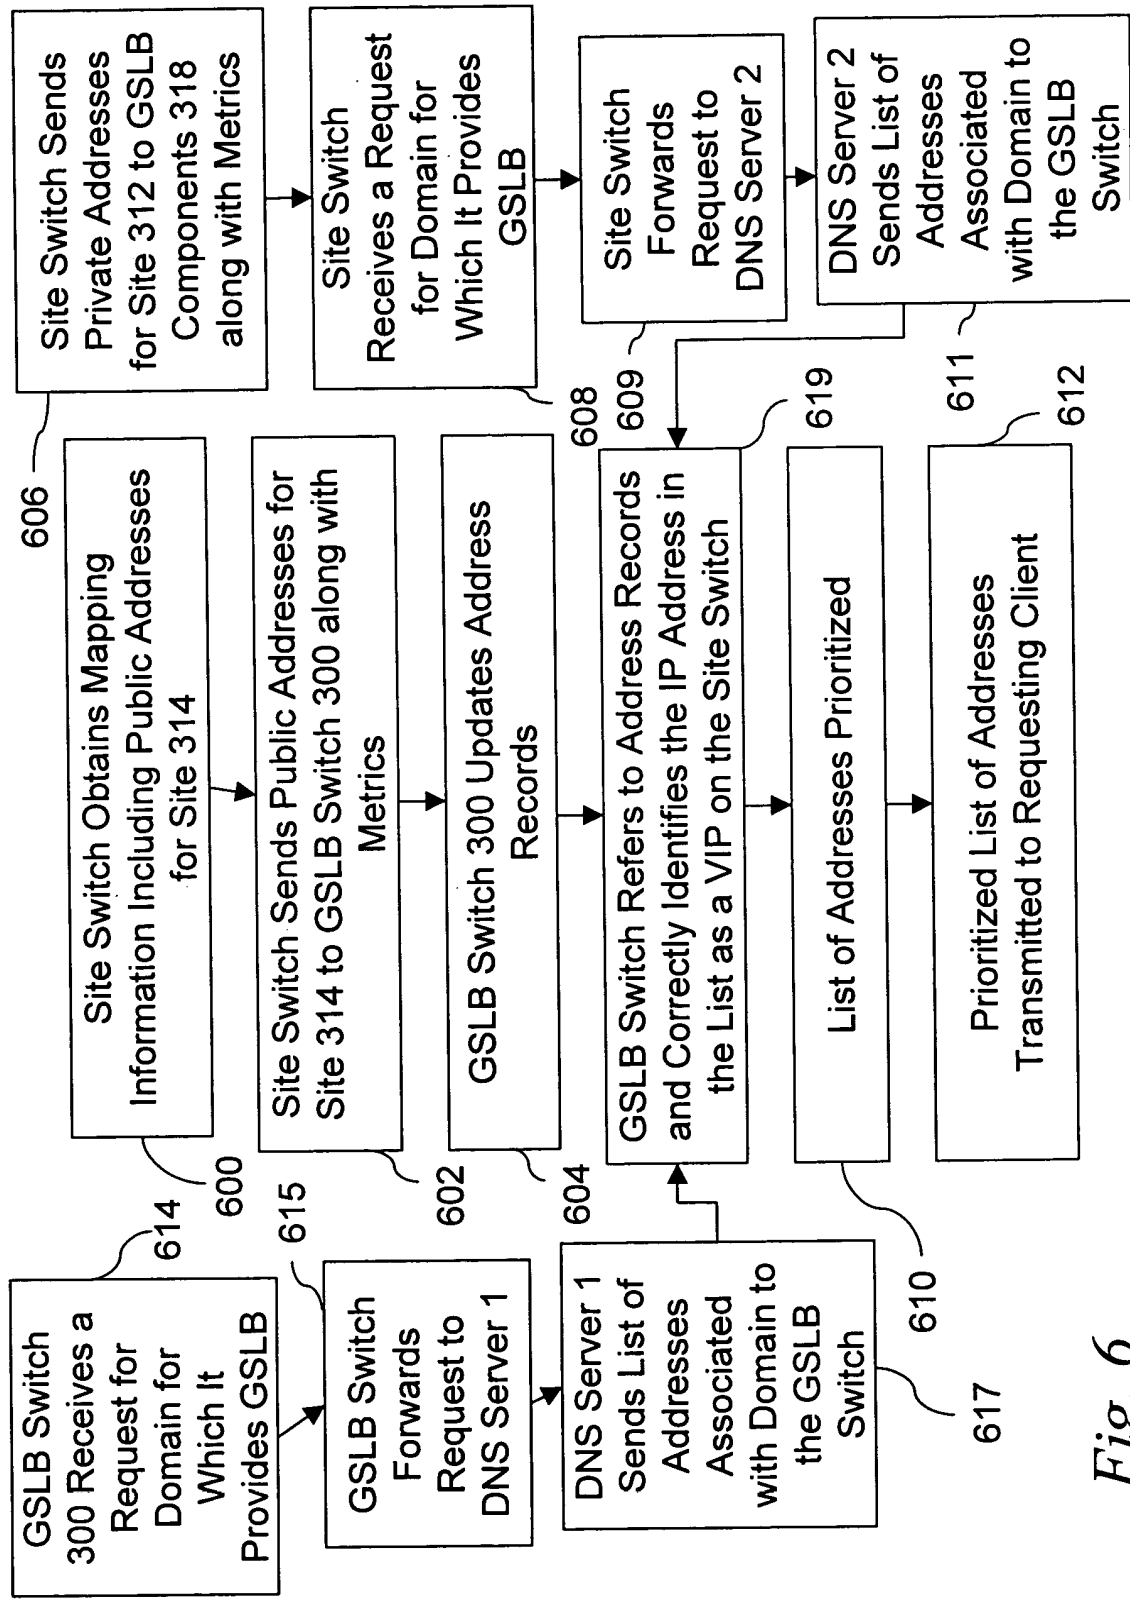 GSLB Switch
300 Receives a
Request for
Domain for
Which It
Provides GSLB
614
615
GSLB Switch
Forwards
Request to
DNS Server 1
DNS Server 1
Sends List of
Addresses
Associated
with Domain to
the GSLB
Switch
617
Site Switch Obtains Mapping
Information Including Public Addresses
for Site 314
600
Site Switch Sends Public Addresses for
Site 314 to GSLB Switch 300 along with
Metrics
602
GSLB Switch 300 Updates Address
Records
604
GSLB Switch Refers to Address Records
and Correctly Identifies the IP Address in
the List as a VIP on the Site Switch
619
List of Addresses Prioritized
610
Prioritized List of Addresses
Transmitted to Requesting Client
612
Site Switch Sends
Private Addresses
for Site 312 to GSLB
Components 318
along with Metrics
606
Site Switch
Receives a Request
for Domain for
Which It Provides
GSLB
608
Site Switch
Forwards
Request to
DNS Server 2
609
DNS Server 2
Sends List of
Addresses
Associated
with Domain to
the GSLB
Switch
611
Fig. 6